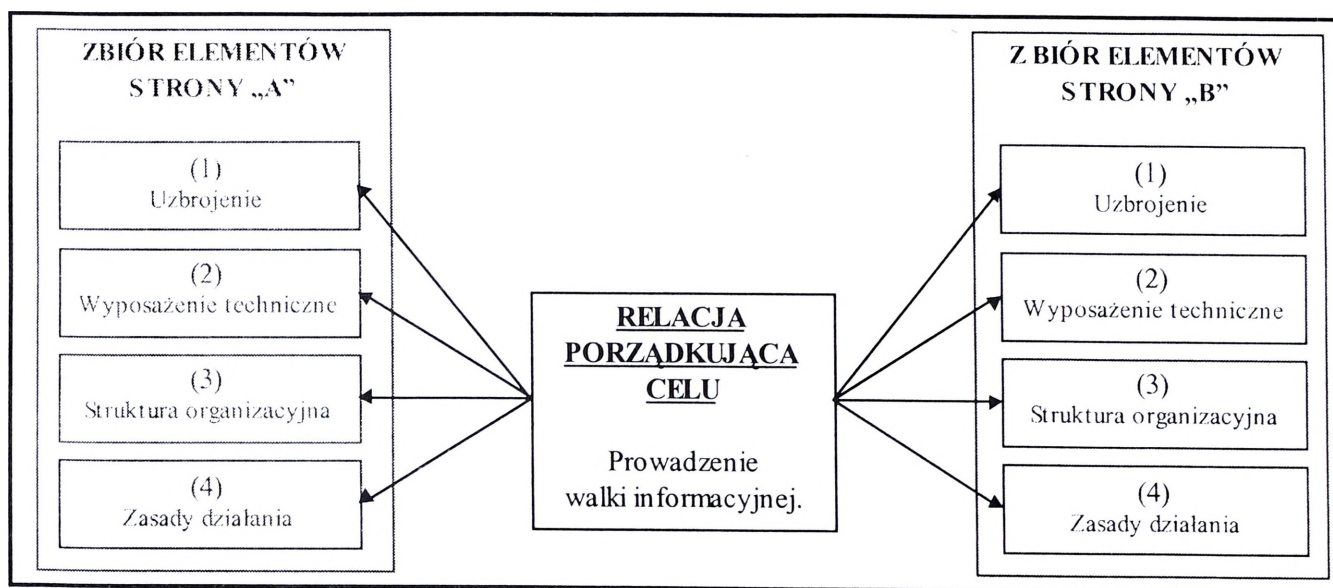 ZBIÓR ELEMENTÓW
STRONY „A”
(1)
Uzbrojenie
(2)
Wyposażenie techniczne
(3)
Struktura organizacyjna
(4)
Zasady działania
RELACJA
PORZĄDKUJĄCA
CELU
Prowadzenie
walki informacyjnej.
Z BIÓR ELEMENTÓW
STRONY „B”
(1)
Uzbrojenie
(2)
Wyposażenie techniczne
(3)
Struktura organizacyjna
(4)
Zasady działania